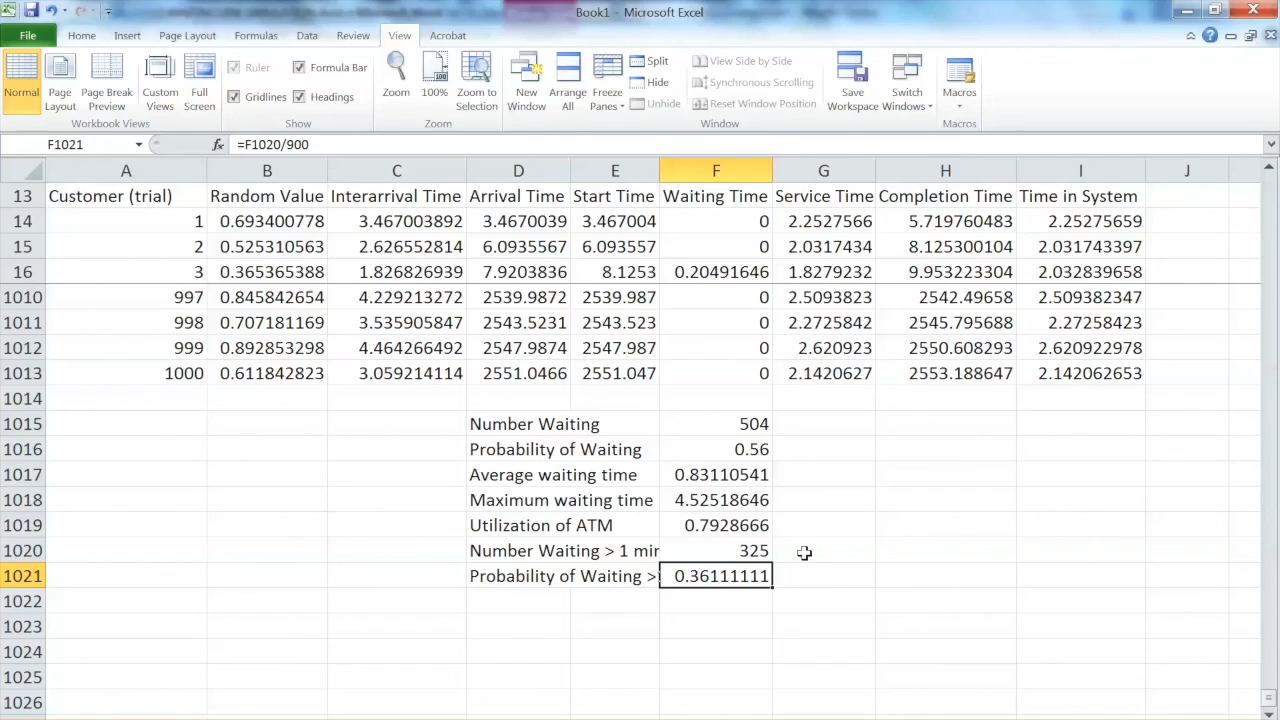 Book1 - Microsoft Excel
File Home Insert Page Layout Formulas Data Review View Acrobat
Normal Page Layout Page Break Preview Custom Views Full Screen
Workbook Views
Ruler Formula Bar
Gridlines Headings
Show
Zoom 100% Zoom to Selection
Zoom
New Window Arrange All Freeze Panes
Split
Hide
Unhide
View Side by Side
Synchronous Scrolling
Reset Window Position
Save Workspace Switch Windows
Window
Macros
Macros
F1021 fx =F1020/900
A B C D E F G H I J
13 Customer (trial) Random Value Interarrival Time Arrival Time Start Time Waiting Time Service Time Completion Time Time in System
14 1 0.693400778 3.467003892 3.4670039 3.467004 0 2.2527566 5.719760483 2.25275659
15 2 0.525310563 2.626552814 6.0935567 6.093557 0 2.0317434 8.125300104 2.031743397
16 3 0.365365388 1.826826939 7.9203836 8.1253 0.20491646 1.8279232 9.953223304 2.032839658
1010 997 0.845842654 4.229213272 2539.9872 2539.987 0 2.5093823 2542.49658 2.509382347
1011 998 0.707181169 3.535905847 2543.5231 2543.523 0 2.2725842 2545.795688 2.27258423
1012 999 0.892853298 4.464266492 2547.9874 2547.987 0 2.620923 2550.608293 2.620922978
1013 1000 0.611842823 3.059214114 2551.0466 2551.047 0 2.1420627 2553.188647 2.142062653
1014
1015 Number Waiting 504
1016 Probability of Waiting 0.56
1017 Average waiting time 0.83110541
1018 Maximum waiting time 4.52518646
1019 Utilization of ATM 0.7928666
1020 Number Waiting > 1 min 325
1021 Probability of Waiting > 0.36111111
1022
1023
1024
1025
1026